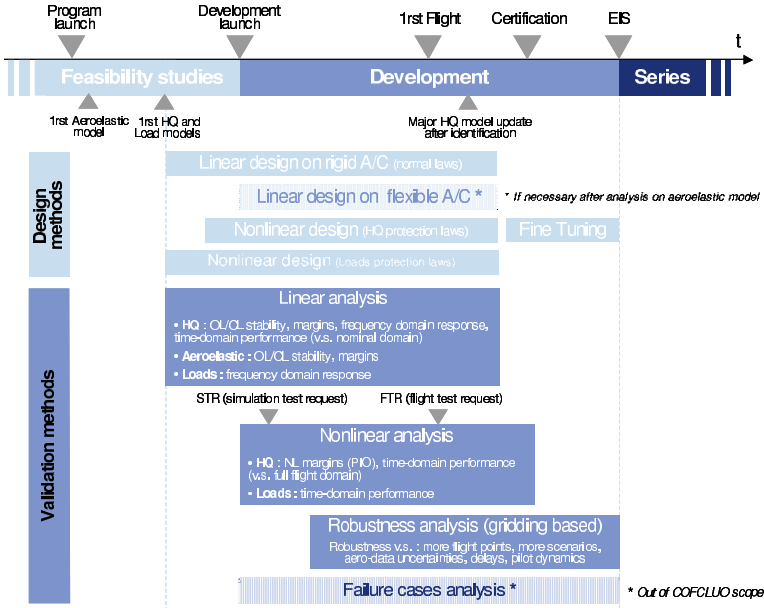 Program
launch
Development
launch
1rst Flight
Certification
EIS
t
Feasibility studies
Development
Series
1rst Aeroelastic
model
1rst HQ and
Load models
Major HQ model update
after identification
Design
methods
Linear design on rigid A/C (normal laws)
Linear design on flexible A/C *
* If necessary after analysis on aeroelastic model
Nonlinear design (HQ protection laws)
Fine Tuning
Nonlinear design (Loads protection laws)
Validation methods
Linear analysis
• HQ : OL/CL stability, margins, frequency domain response,
time-domain performance (v.s. nominal domain)
• Aeroelastic : OL/CL stability, margins
• Loads : frequency domain response
STR (simulation test request)
FTR (flight test request)
Nonlinear analysis
• HQ : NL margins (PIO), time-domain performance
(v.s. full flight domain)
• Loads : time-domain performance
Robustness analysis (gridding based)
Robustness v.s. : more flight points, more scenarios,
aero-data uncertainties, delays, pilot dynamics
Failure cases analysis *
* Out of COFCLUO scope